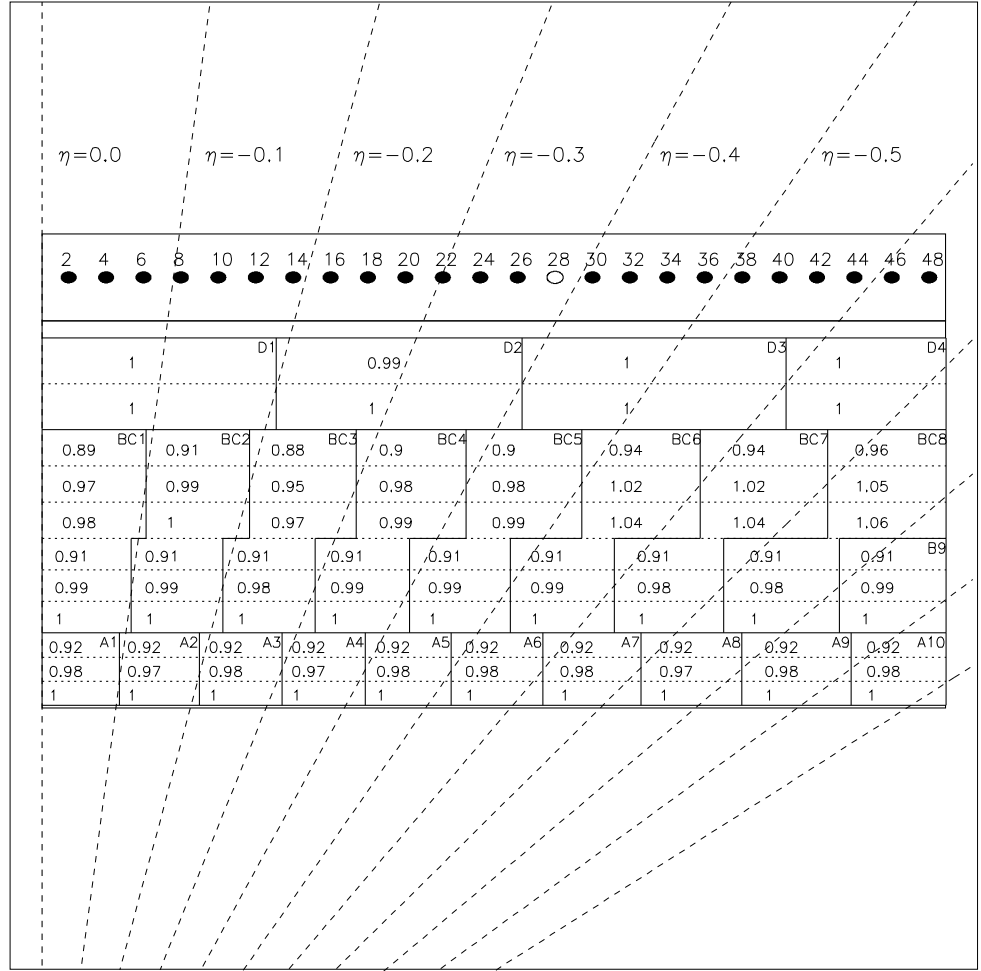 η=0.0 η=−0.1 η=−0.2 η=−0.3 η=−0.4 η=−0.5
2 4 6 8 10 12 14 16 18 20 22 24 26 28 30 32 34 36 38 40 42 44 46 48
D1 D2 D3 D4
1 0.99 1 1
1 1 1 1
BC1 BC2 BC3 BC4 BC5 BC6 BC7 BC8
0.89 0.91 0.88 0.9 0.9 0.94 0.94 0.96
0.97 0.99 0.95 0.98 0.98 1.02 1.02 1.05
0.98 1 0.97 0.99 0.99 1.04 1.04 1.06
0.91 0.91 0.91 0.91 0.91 0.91 0.91 0.91 0.91 B9
0.99 0.99 0.98 0.99 0.99 0.99 0.98 0.98 0.99
1 1 1 1 1 1 1 1 1
0.92 A1 0.92 A2 0.92 A3 0.92 A4 0.92 A5 0.92 A6 0.92 A7 0.92 A8 0.92 A9 0.92 A10
0.98 0.97 0.98 0.97 0.98 0.98 0.98 0.97 0.98 0.98
1 1 1 1 1 1 1 1 1 1